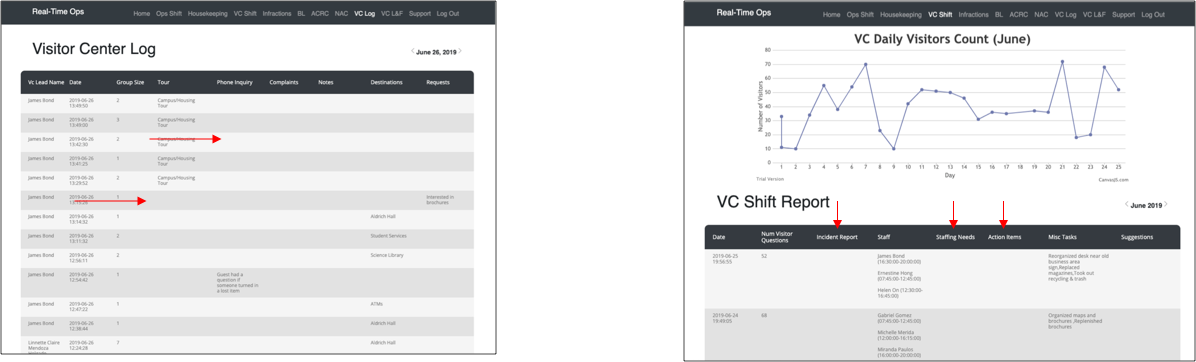 Real-Time Ops
Home Ops Shift Housekeeping VC Shift Infractions BL ACRC NAC VC Log VC L&F Support Log Out
Visitor Center Log
June 26, 2019
Vc Lead Name Date Group Size Tour Phone Inquiry Complaints Notes Destinations Requests
James Bond 2019-06-26 2 Campus/Housing
13:49:50 Tour
James Bond 2019-06-26 3 Campus/Housing
13:49:00 Tour
James Bond 2019-06-26 2 Campus/Housing
13:42:30 Tour
James Bond 2019-06-26 1 Campus/Housing
13:41:25 Tour
James Bond 2019-06-26 2 Campus/Housing
13:29:52 Tour
James Bond 2019-06-26 1 Interested in
brochures
James Bond 2019-06-26 1 Aldrich Hall
13:14:32
James Bond 2019-06-26 2 Student Services
13:11:32
James Bond 2019-06-26 2 Science Library
12:56:11
James Bond 2019-06-26 1 Guest had a
12:54:42 question if
someone turned in
a lost item
James Bond 2019-06-26 1 ATMs
12:47:22
James Bond 2019-06-26 1 Aldrich Hall
12:38:44
Lennette Claire 2019-06-26 7 Aldrich Hall
Mendoza 12:24:28
Real-Time Ops
Home Ops Shift Housekeeping VC Shift Infractions BL ACRC NAC VC Log VC L&F Support Log Out
VC Daily Visitors Count (June)
Number of Visitors
80
70
60
50
40
30
20
10
0
1 2 3 4 5 6 7 8 9 10 11 12 13 14 15 16 17 18 19 20 21 22 23 24 25
Day
Trial Version
CanvasJS.com
VC Shift Report
June 2019
Date Num Visitor Questions Incident Report Staff Staffing Needs Action Items Misc Tasks Suggestions
2019-06-25 52 James Bond Reorganized desk near old
19:56:55 (16:30:00-20:00:00) business area
sign,Replaced
Ernestine Hong magazines,Took out
(07:45:00-12:45:00) recycling & trash
Helen On (12:30:00-
16:45:00)
2019-06-24 68 Gabriel Gomez Organized maps and
19:49:05 (07:45:00-12:45:00) brochures ,Replenished
brochures
Michelle Merida
(12:00:00-16:15:00)
Miranda Paulos
(16:00:00-20:00:00)